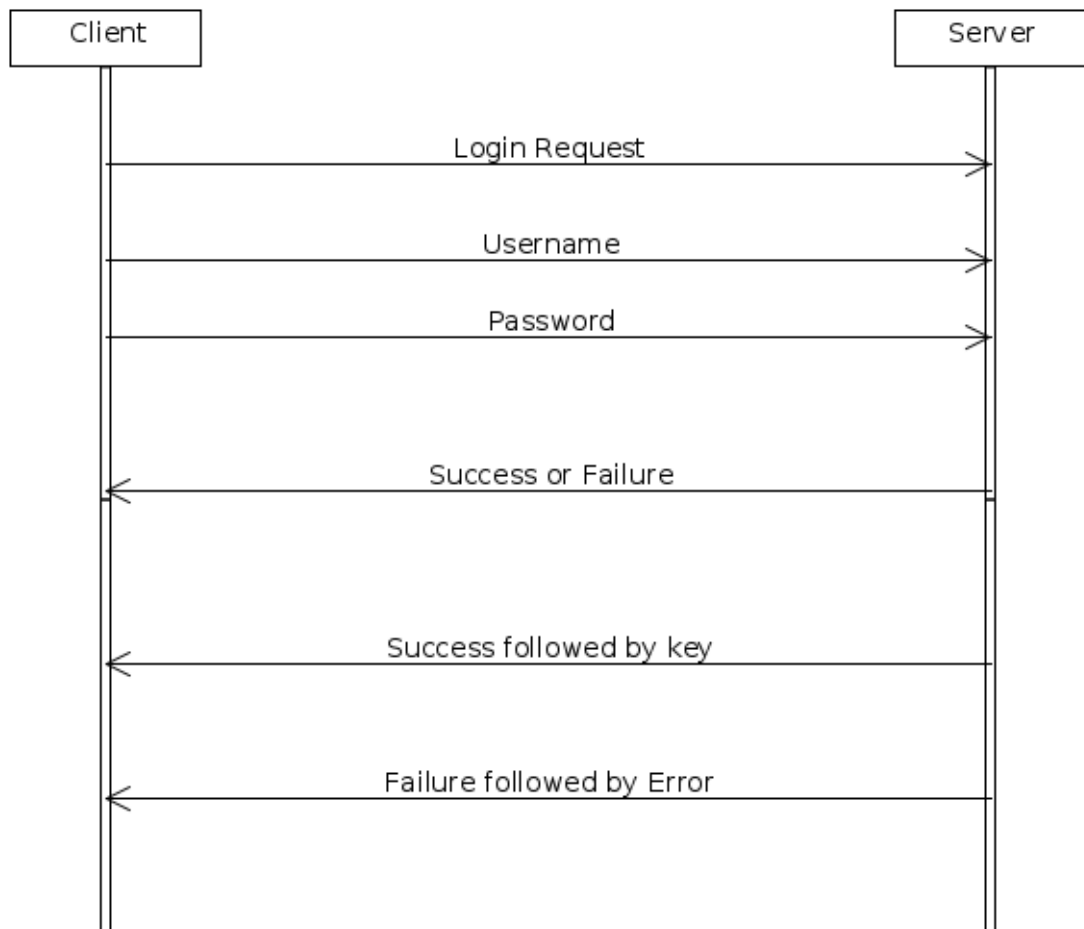 Client
Server
Login Request
Username
Password
Success or Failure
Success followed by key
Failure followed by Error